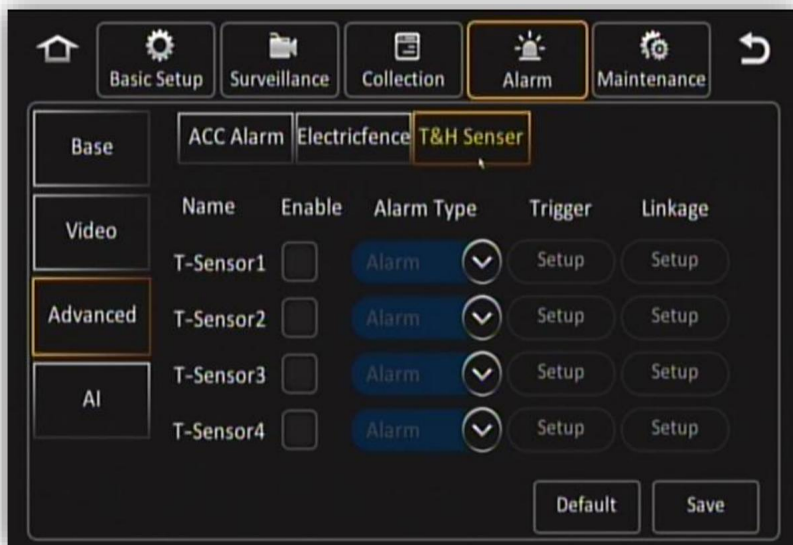 Basic Setup Surveillance Collection Alarm Maintenance
Base
Video
Advanced
AI
ACC Alarm Electricfence T&H Senser
Name Enable Alarm Type Trigger Linkage
T-Sensor1 Alarm Setup Setup
T-Sensor2 Alarm Setup Setup
T-Sensor3 Alarm Setup Setup
T-Sensor4 Alarm Setup Setup
Default Save